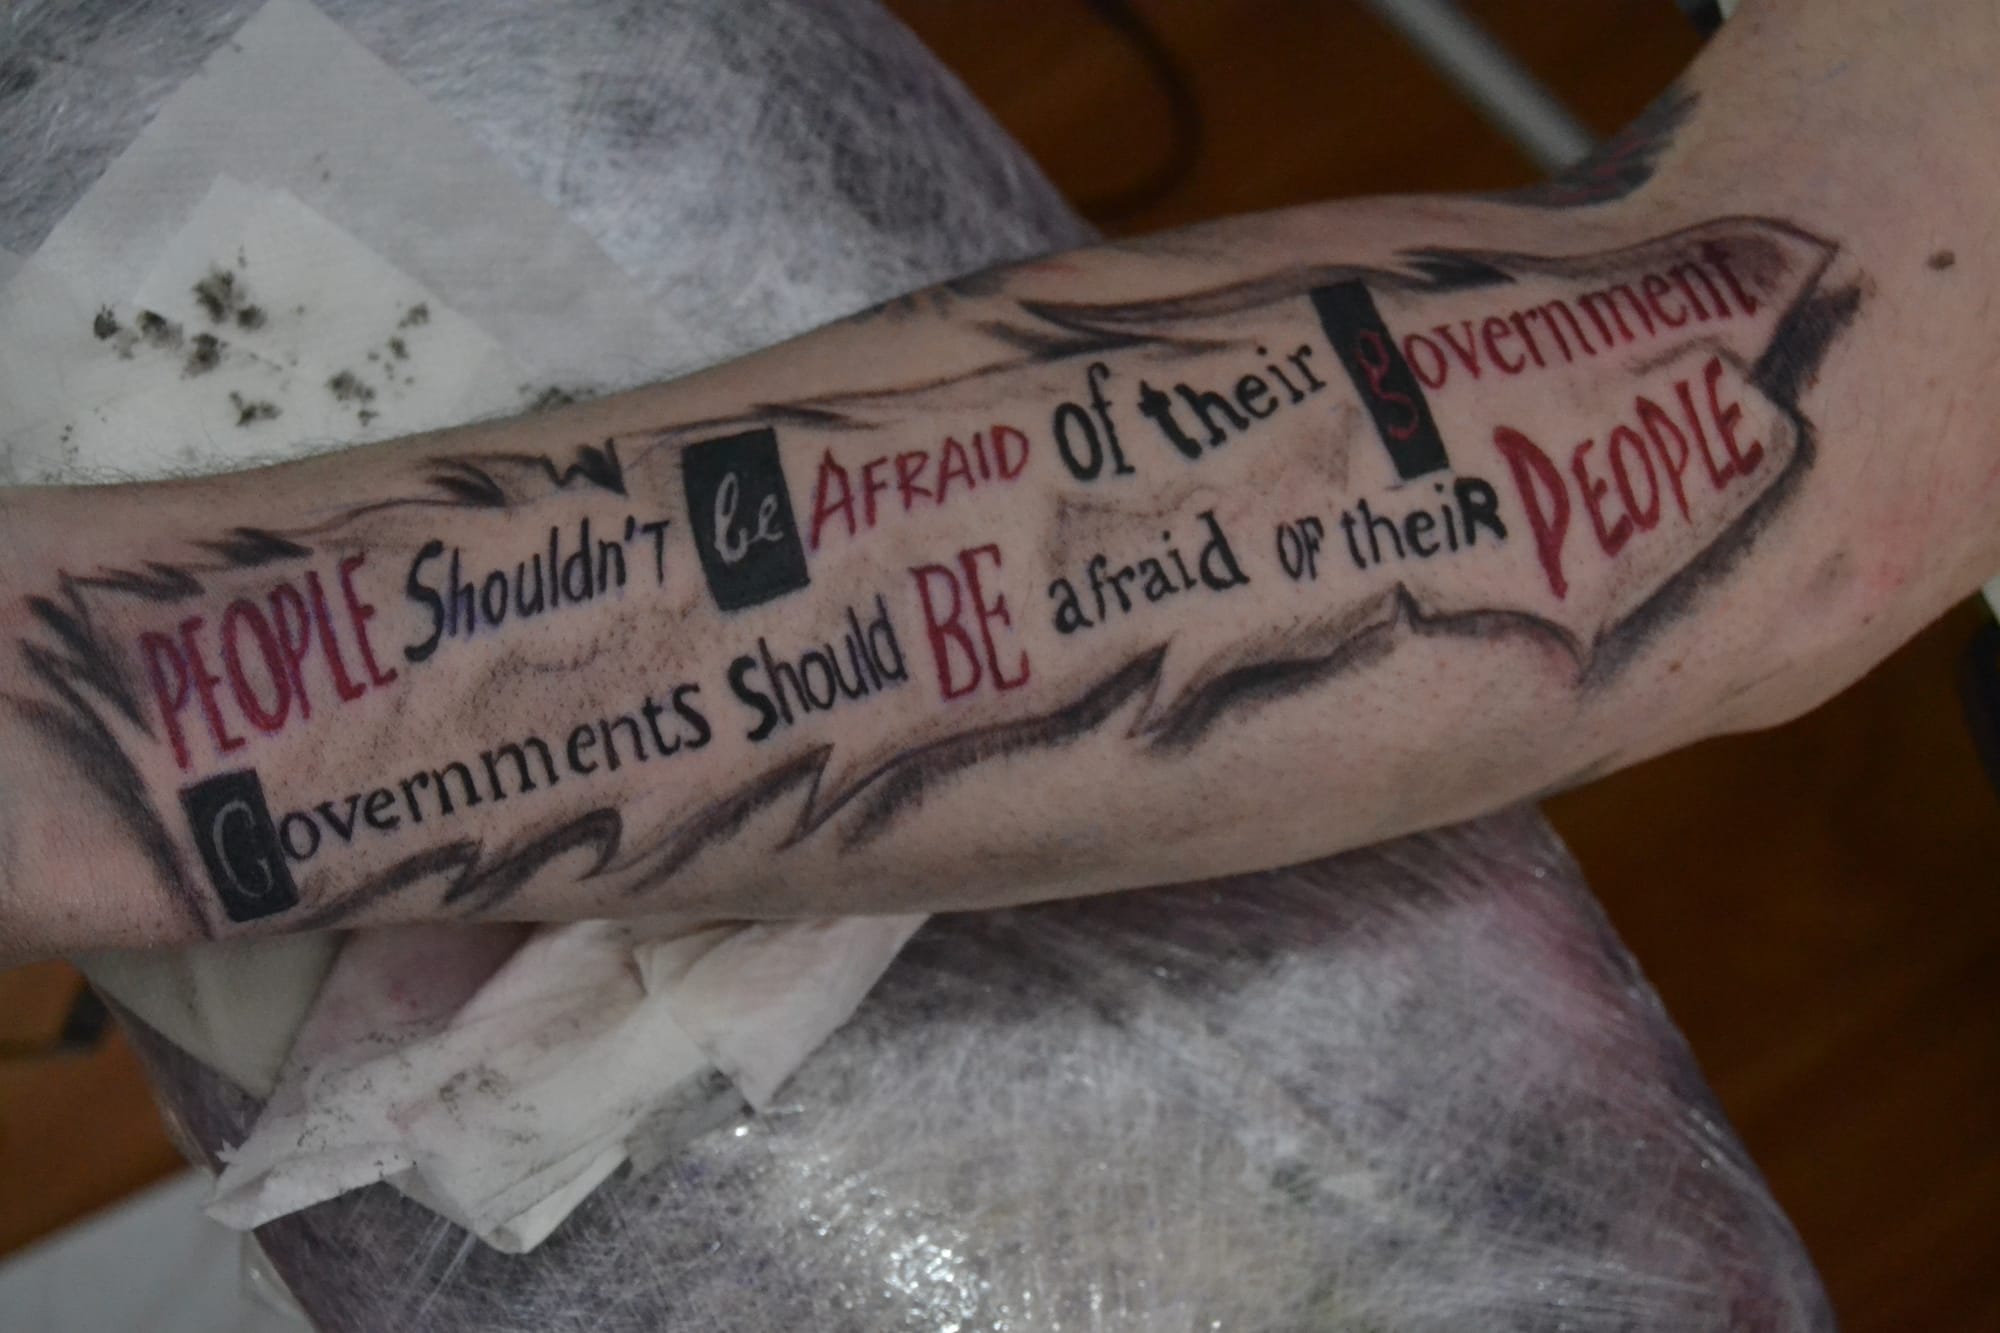 PEOPLE Shouldn'T be AFRAID Of their government
Governments Should BE afraid OF theiR PEOPLE